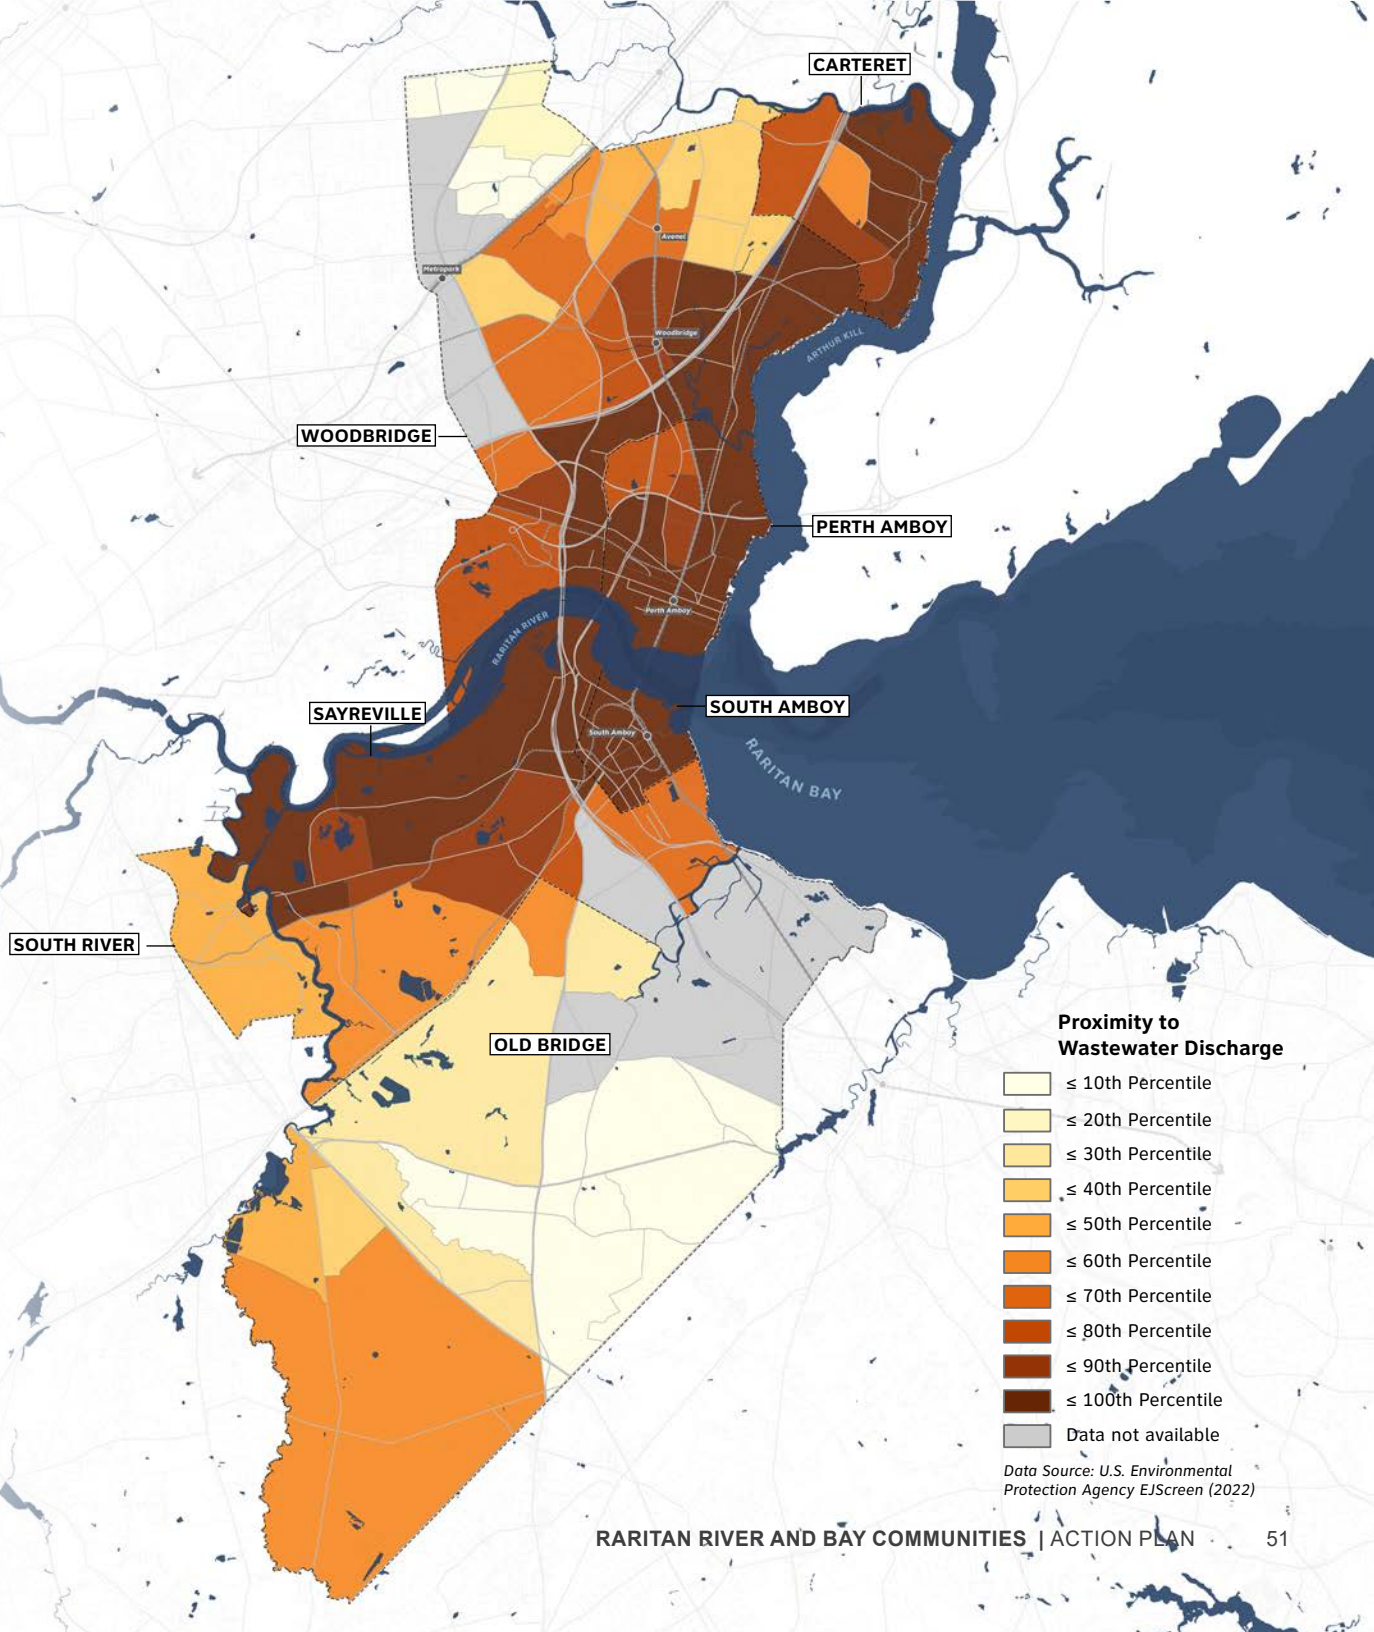 CARTERET
Avenel
Metropark
Woodbridge
ARTHUR KILL
WOODBRIDGE
PERTH AMBOY
Perth Amboy
RARITAN RIVER
SAYREVILLE
SOUTH AMBOY
South Amboy
RARITAN BAY
SOUTH RIVER
OLD BRIDGE
Proximity to
Wastewater Discharge
≤ 10th Percentile
≤ 20th Percentile
≤ 30th Percentile
≤ 40th Percentile
≤ 50th Percentile
≤ 60th Percentile
≤ 70th Percentile
≤ 80th Percentile
≤ 90th Percentile
≤ 100th Percentile
Data not available
Data Source: U.S. Environmental
Protection Agency EJScreen (2022)
RARITAN RIVER AND BAY COMMUNITIES | ACTION PLAN 51